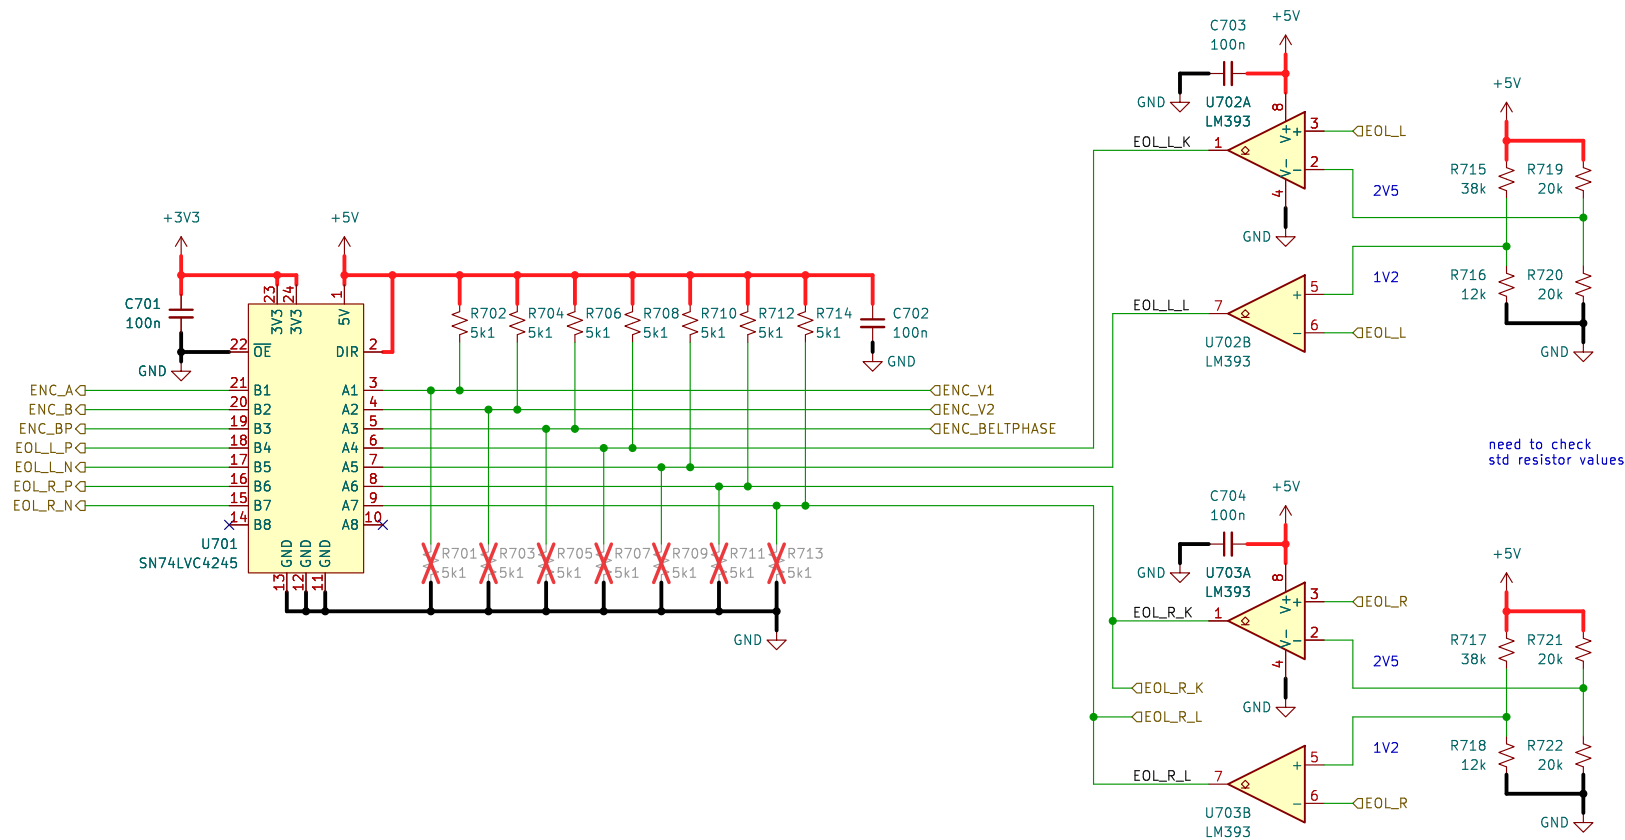 +3V3
C701
100n
GND
+5V
23
24
1
3V3
3V3
5V
22
OE
DIR
2
ENC_A
21
B1
A1
3
ENC_B
20
B2
A2
4
ENC_BP
19
B3
A3
5
EOL_L_P
18
B4
A4
6
EOL_L_N
17
B5
A5
7
EOL_R_P
16
B6
A6
8
EOL_R_N
15
B7
A7
9
14
B8
A8
10
U701
SN74LVC4245
GND
GND
GND
13
12
11
R702
5k1
R704
5k1
R706
5k1
R708
5k1
R710
5k1
R712
5k1
R714
5k1
C702
100n
GND
ENC_V1
ENC_V2
ENC_BELTPHASE
R701
5k1
R703
5k1
R705
5k1
R707
5k1
R709
5k1
R711
5k1
R713
5k1
GND
+5V
C703
100n
GND
U702A
LM393
8
V+
V-
4
+
-
3
EOL_L
2
1
EOL_L_K
GND
2V5
+5V
R715
38k
R719
20k
1V2
R716
12k
R720
20k
GND
EOL_L_L
7
+
5
-
6
EOL_L
U702B
LM393
need to check
std resistor values
+5V
C704
100n
GND
U703A
LM393
8
V+
V-
4
+
-
3
EOL_R
2
1
EOL_R_K
GND
2V5
EOL_R_K
EOL_R_L
+5V
R717
38k
R721
20k
1V2
R718
12k
R722
20k
GND
EOL_R_L
7
+
5
-
6
EOL_R
U703B
LM393